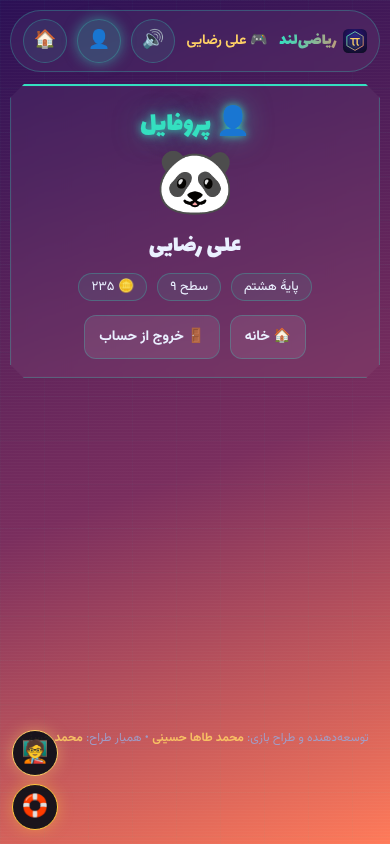 ریاضی‌لند 🎮 علی رضایی 🔊 👤 🏠
👤 پروفایل
علی رضایی
پایهٔ هشتم
سطح ۹
🪙 ۲۳۵
🏠 خانه
🚪 خروج از حساب
توسعه‌دهنده و طراح بازی: محمد طاها حسینی • همیار طراح: محمد